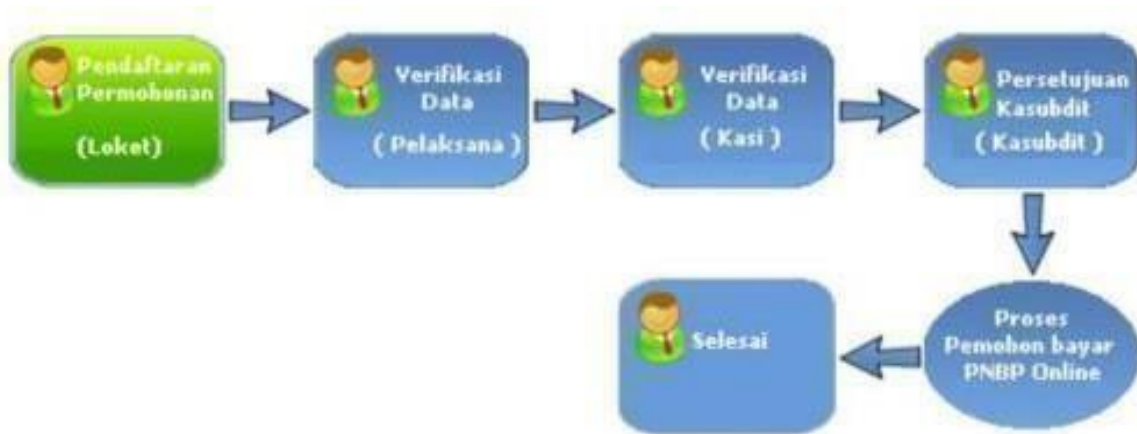 Pendaftaran
Permohonan
(Loket)
Verifikasi
Data
( Pelaksana )
Verifikasi
Data
( Kasi )
Persetujuan
Kasubdit
( Kasubdit )
Proses
Pemohon bayar
PNBP Online
Selesai